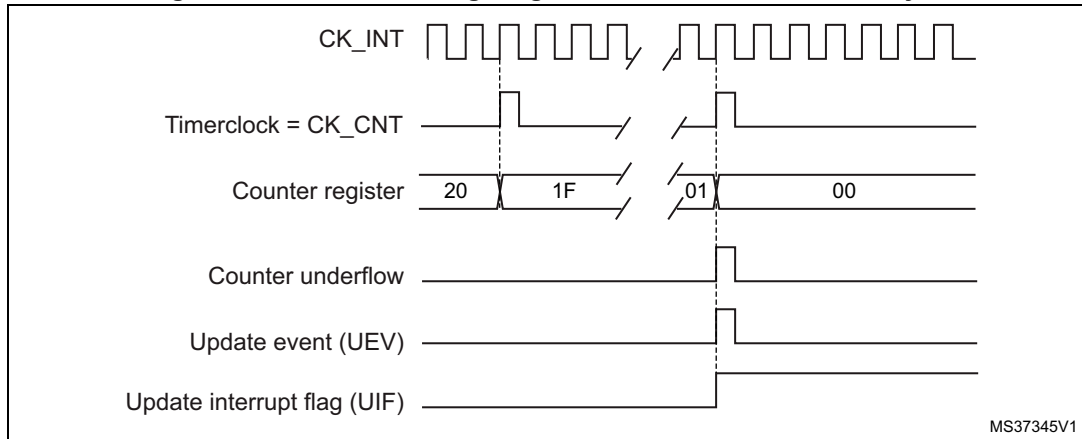 CK_INT
Timerclock = CK_CNT
Counter register 20 1F 01 00
Counter underflow
Update event (UEV)
Update interrupt flag (UIF)
MS37345V1